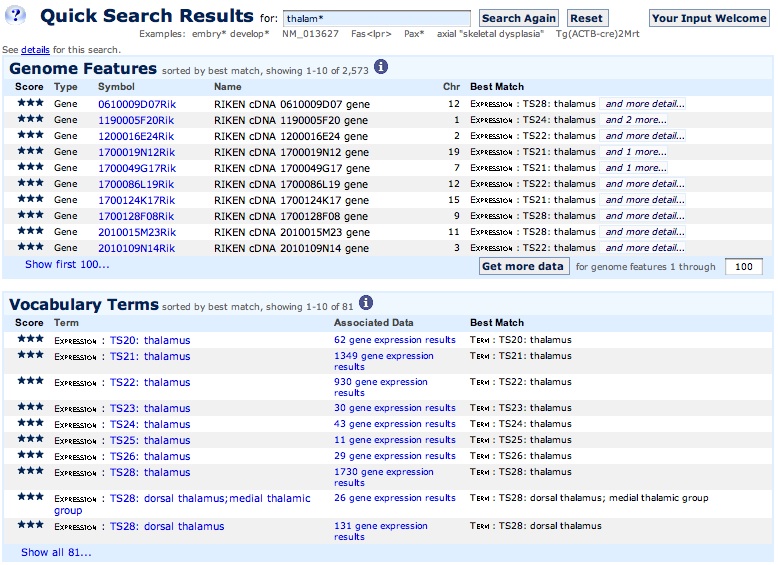 Quick Search Results for: thalam* Search Again Reset Your Input Welcome
Examples: embry* develop* NM_013627 Fas<lpr> Pax* axial "skeletal dysplasia" Tg(ACTB-cre)2Mrt
See details for this search.
Genome Features sorted by best match, showing 1-10 of 2,573 i
Score Type Symbol Name Chr Best Match
★★★ Gene 0610009D07Rik RIKEN cDNA 0610009D07 gene 12 Expression : TS28: thalamus and more detail...
★★★ Gene 1190005F20Rik RIKEN cDNA 1190005F20 gene 1 Expression : TS24: thalamus and 2 more...
★★★ Gene 1200016E24Rik RIKEN cDNA 1200016E24 gene 2 Expression : TS22: thalamus and more detail...
★★★ Gene 1700019N12Rik RIKEN cDNA 1700019N12 gene 19 Expression : TS21: thalamus and 1 more...
★★★ Gene 1700049G17Rik RIKEN cDNA 1700049G17 gene 7 Expression : TS21: thalamus and 1 more...
★★★ Gene 1700086L19Rik RIKEN cDNA 1700086L19 gene 12 Expression : TS22: thalamus and more detail...
★★★ Gene 1700124K17Rik RIKEN cDNA 1700124K17 gene 15 Expression : TS21: thalamus and more detail...
★★★ Gene 1700128F08Rik RIKEN cDNA 1700128F08 gene 9 Expression : TS28: thalamus and more detail...
★★★ Gene 2010015M23Rik RIKEN cDNA 2010015M23 gene 11 Expression : TS28: thalamus and more detail...
★★★ Gene 2010109N14Rik RIKEN cDNA 2010109N14 gene 3 Expression : TS22: thalamus and more detail...
Show first 100... Get more data for genome features 1 through 100
Vocabulary Terms sorted by best match, showing 1-10 of 81 i
Score Term Associated Data Best Match
★★★ Expression : TS20: thalamus 62 gene expression results Term : TS20: thalamus
★★★ Expression : TS21: thalamus 1349 gene expression Term : TS21: thalamus
results
★★★ Expression : TS22: thalamus 930 gene expression Term : TS22: thalamus
results
★★★ Expression : TS23: thalamus 30 gene expression results Term : TS23: thalamus
★★★ Expression : TS24: thalamus 43 gene expression results Term : TS24: thalamus
★★★ Expression : TS25: thalamus 11 gene expression results Term : TS25: thalamus
★★★ Expression : TS26: thalamus 29 gene expression results Term : TS26: thalamus
★★★ Expression : TS28: thalamus 1730 gene expression Term : TS28: thalamus
results
★★★ Expression : TS28: dorsal thalamus;medial thalamic 26 gene expression results Term : TS28: dorsal thalamus; medial thalamic group
group
★★★ Expression : TS28: dorsal thalamus 131 gene expression Term : TS28: dorsal thalamus
results
Show all 81...